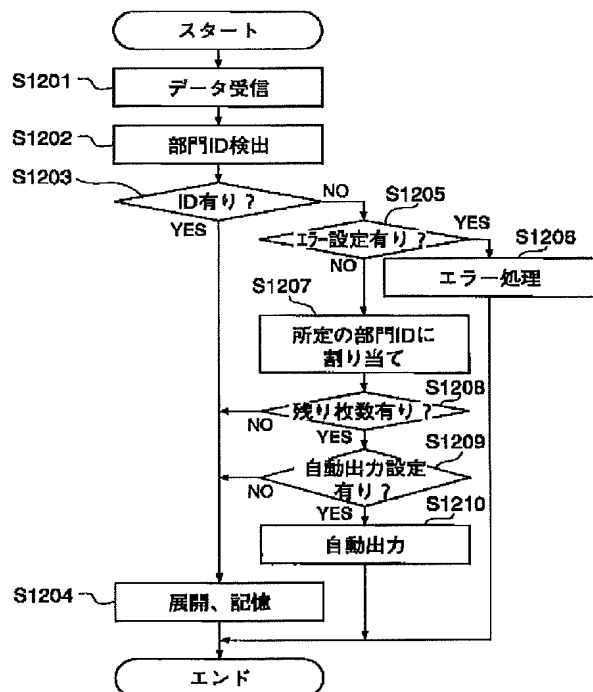 スタート
S1201
データ受信
S1202
部門ID検出
S1203
ID有り？
NO
YES
S1205
エラー設定有り？
YES
NO
S1206
エラー処理
S1207
所定の部門IDに
割り当て
S1208
残り枚数有り？
NO
YES
S1209
自動出力設定
有り？
NO
YES
S1210
自動出力
S1204
展開、記憶
エンド